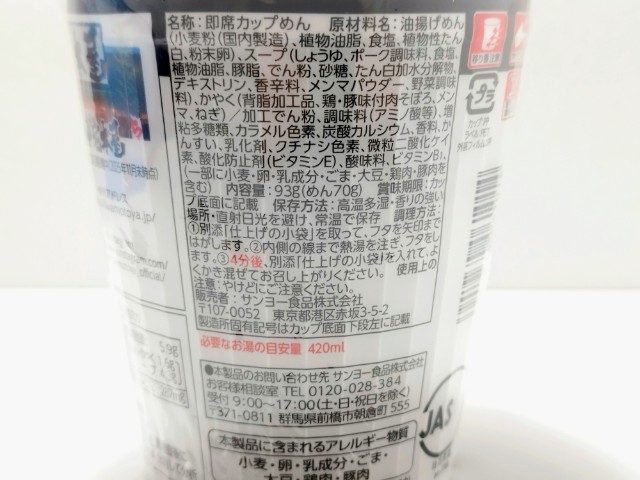 名称:即席カップめん 原材料名:油揚げめん
(小麦粉(国内製造)、植物油脂、食塩、植物性たん
白、粉末卵)、スープ(しょうゆ、ポーク調味料、食塩、
植物油脂、豚脂、でん粉、砂糖、たん白加水分解物、
デキストリン、香辛料、メンマパウダー、野菜調味
料)、かやく(背脂加工品、鶏・豚味付肉そぼろ、メン
マ、ねぎ)/加工でん粉、調味料(アミノ酸等)、増
粘多糖類、カラメル色素、炭酸カルシウム、香料、か
んすい、乳化剤、クチナシ色素、微粒二酸化ケイ
素、酸化防止剤(ビタミンE)、酸味料、ビタミンB₁、
(一部に小麦・卵・乳成分・ごま・大豆・鶏肉・豚肉を
含む) 内容量:93g(めん70g) 賞味期限:カッ
プ底面に記載 保存方法:高温多湿・香りの強い
場所・直射日光を避け、常温で保存 調理方法:
①別添「仕上げの小袋」を取って、フタを矢印まで
はがします。②内側の線まで熱湯を注ぎ、フタをし
ます。③4分後、別添「仕上げの小袋」を入れて、よ
くかき混ぜてお召し上がりください。 使用上の
注意:やけどにご注意ください。
販売者:サンヨー食品株式会社
〒107-0052 東京都港区赤坂3-5-2
製造所固有記号はカップ底面下段左に記載
必要なお湯の目安量 420ml
●本製品のお問い合わせ先 サンヨー食品株式会社
お客様相談室 TEL 0120-028-384
受付 9:00〜17:00(土・日・祝日を除く)
〒371-0811 群馬県前橋市朝倉町 555
本製品に含まれるアレルギー物質
小麦・卵・乳成分・ごま・
大豆・鶏肉・豚肉
プラ
JAS